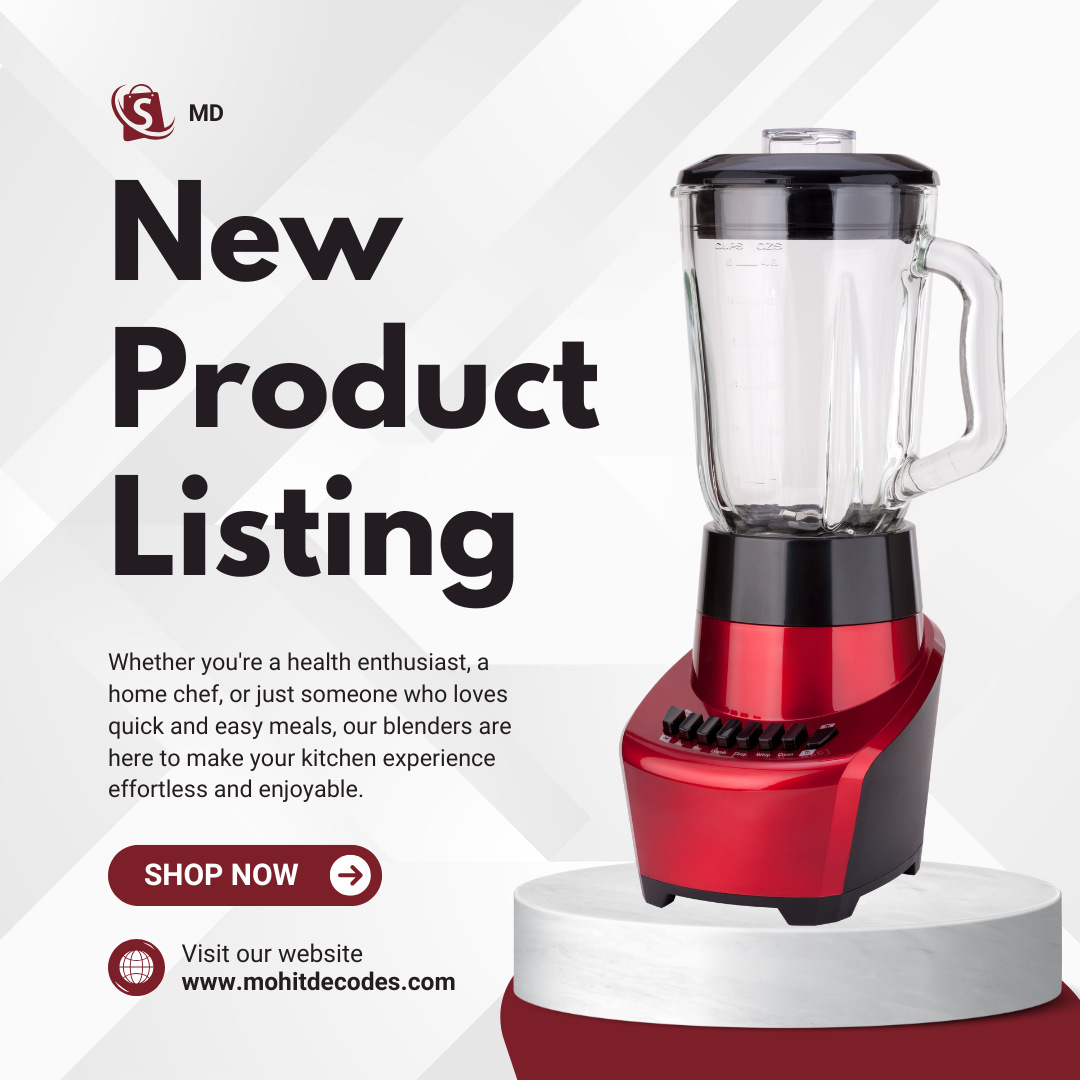 S
MD
New
Product
Listing
CUPS OZS
Whether you're a health enthusiast, a
home chef, or just someone who loves
quick and easy meals, our blenders are
here to make your kitchen experience
effortless and enjoyable.
SHOP NOW
Visit our website
www.mohitdecodes.com